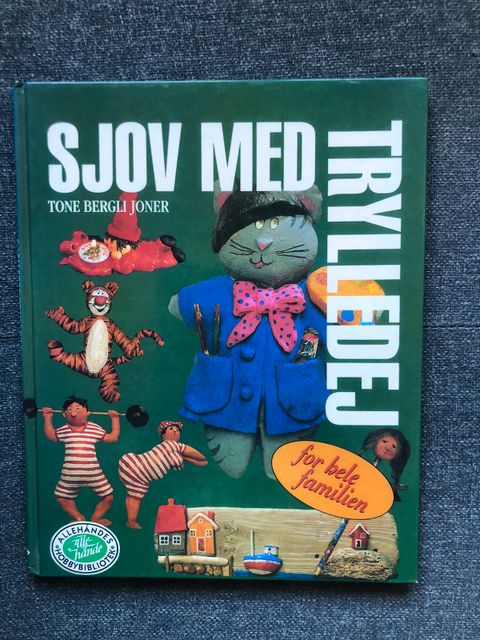 SJOV MED
TRYLLEDEJ
TONE BERGLI JONER
for hele
familien
ALLEHÅNDES
Alle
hånde
HOBBYBIBLIOTEK